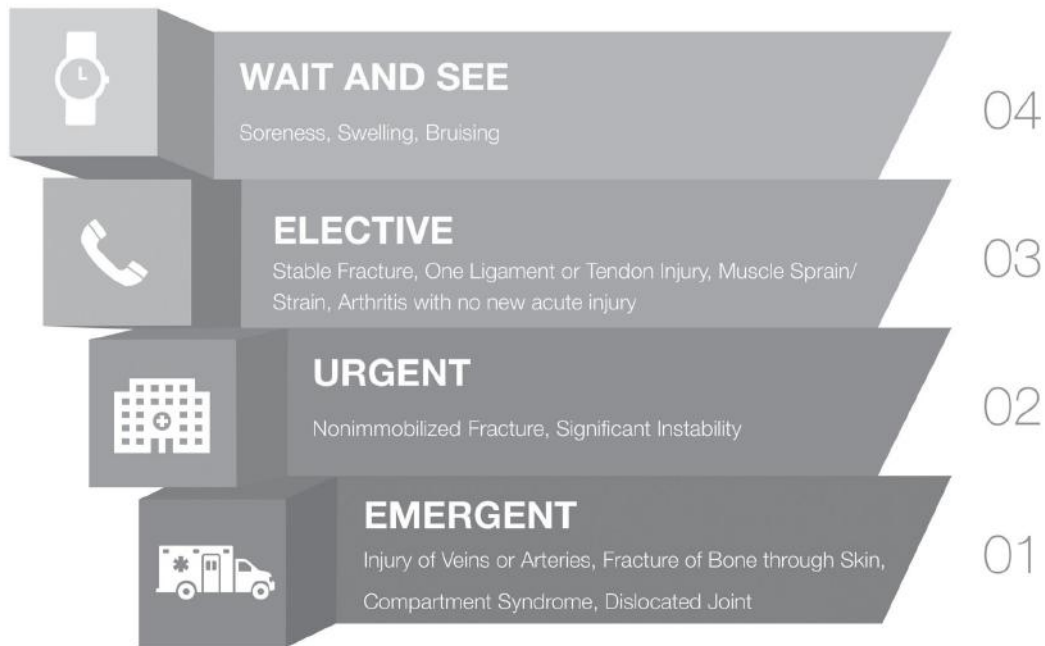 WAIT AND SEE
Soreness, Swelling, Bruising
04
ELECTIVE
Stable Fracture, One Ligament or Tendon Injury, Muscle Sprain/
Strain, Arthritis with no new acute injury
03
URGENT
Nonimmobilized Fracture, Significant Instability
02
EMERGENT
Injury of Veins or Arteries, Fracture of Bone through Skin,
Compartment Syndrome, Dislocated Joint
01